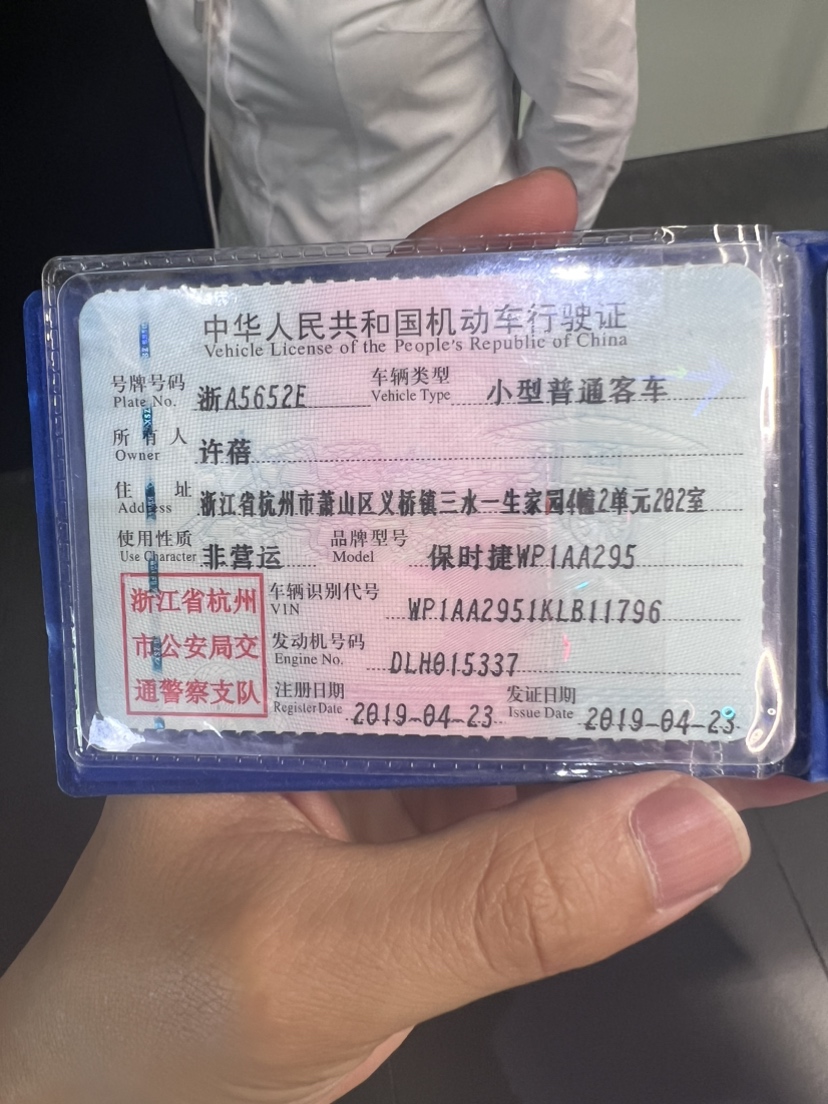 中华人民共和国机动车行驶证
Vehicle License of the People's Republic of China
号牌号码 浙A5652E 车辆类型 小型普通客车
Plate No. Vehicle Type
所有人 许蓓
Owner
住址 浙江省杭州市萧山区义桥镇三水一生家园4幢2单元202室
Address
使用性质 非营运 品牌型号 保时捷WP1AA295
Use Character Model
浙江省杭州 车辆识别代号 WP1AA2951KLB11796
VIN
市公安局交 发动机号码 DLH015337
Engine No.
通警察支队 注册日期 2019-04-23 发证日期 2019-04-23
Register Date Issue Date